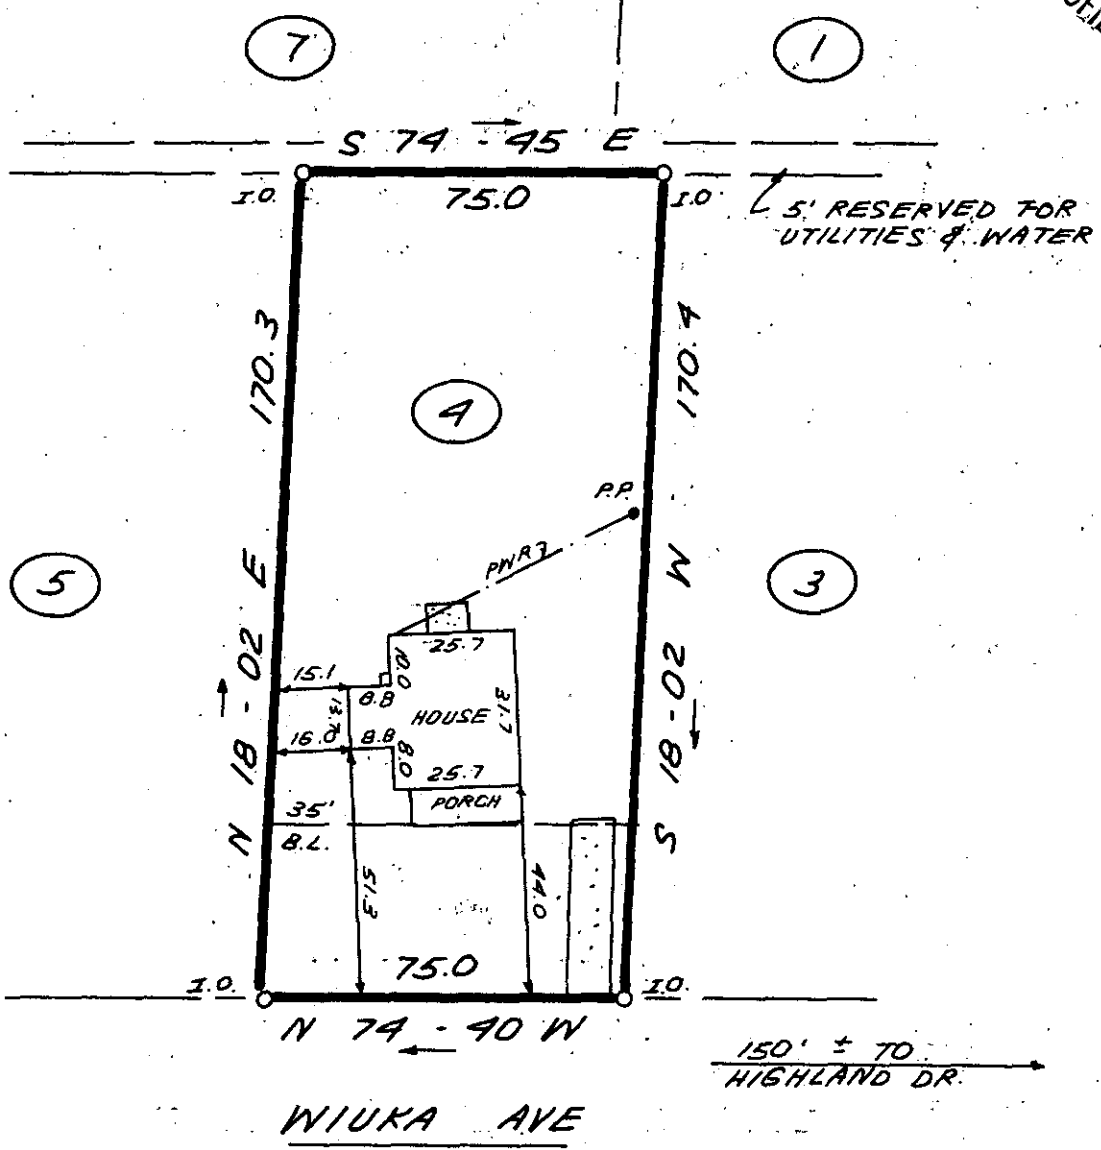 7
1
S 74 - 45 E
I.O.
75.0
I.O
5' RESERVED FOR
UTILITIES & WATER
170.3
170.4
4
P.P.
PWR
5
N 18 - 02 E
S 18 - 02 W
3
25.7
10.0
15.1
8.8
13.7
HOUSE
31.7
16.0
8.8
8.0
25.7
PORCH
35'
B.L.
51.3
44.0
75.0
I.O.
I.O.
N 74 - 40 W
150' ± TO
HIGHLAND DR.
WIUKA AVE